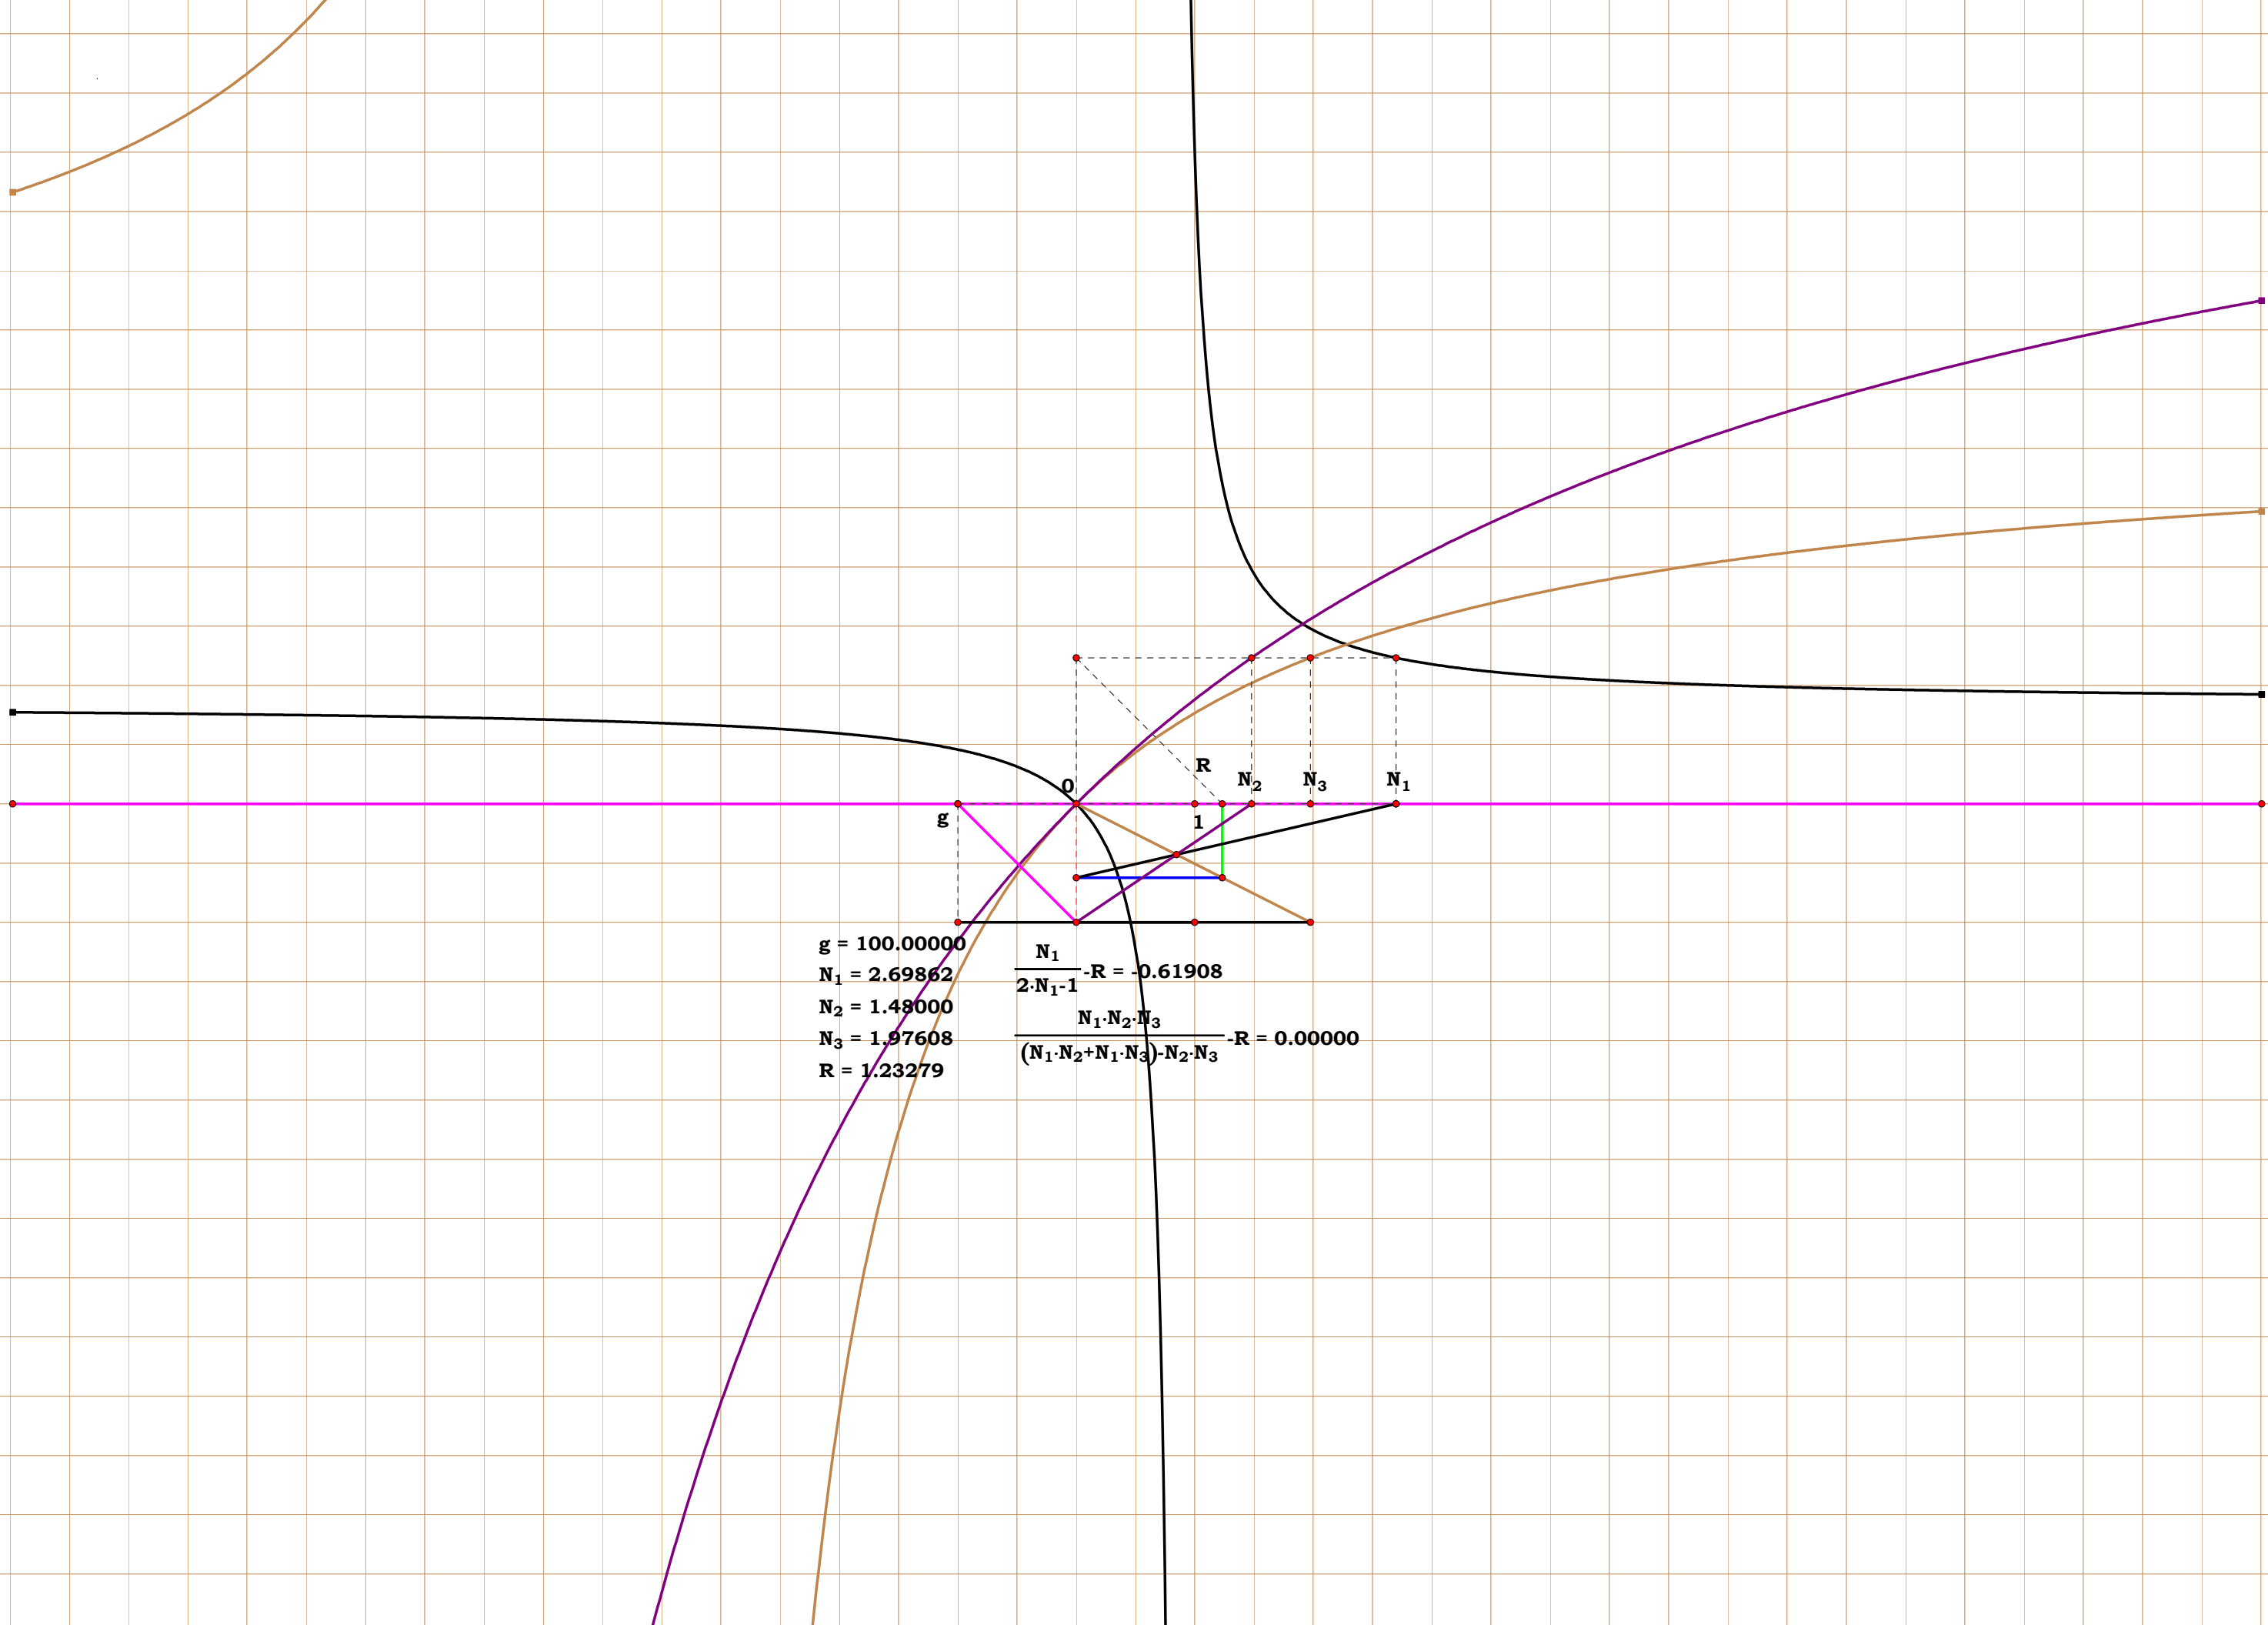 R
0
N₂ N₃ N₁
g
1
g = 100.00000
N₁ = 2.69862
N₂ = 1.48000
N₃ = 1.97608
R = 1.23279
N₁
2·N₁-1
-R = -0.61908
N₁·N₂·N₃
(N₁·N₂+N₁·N₃)-N₂·N₃
-R = 0.00000